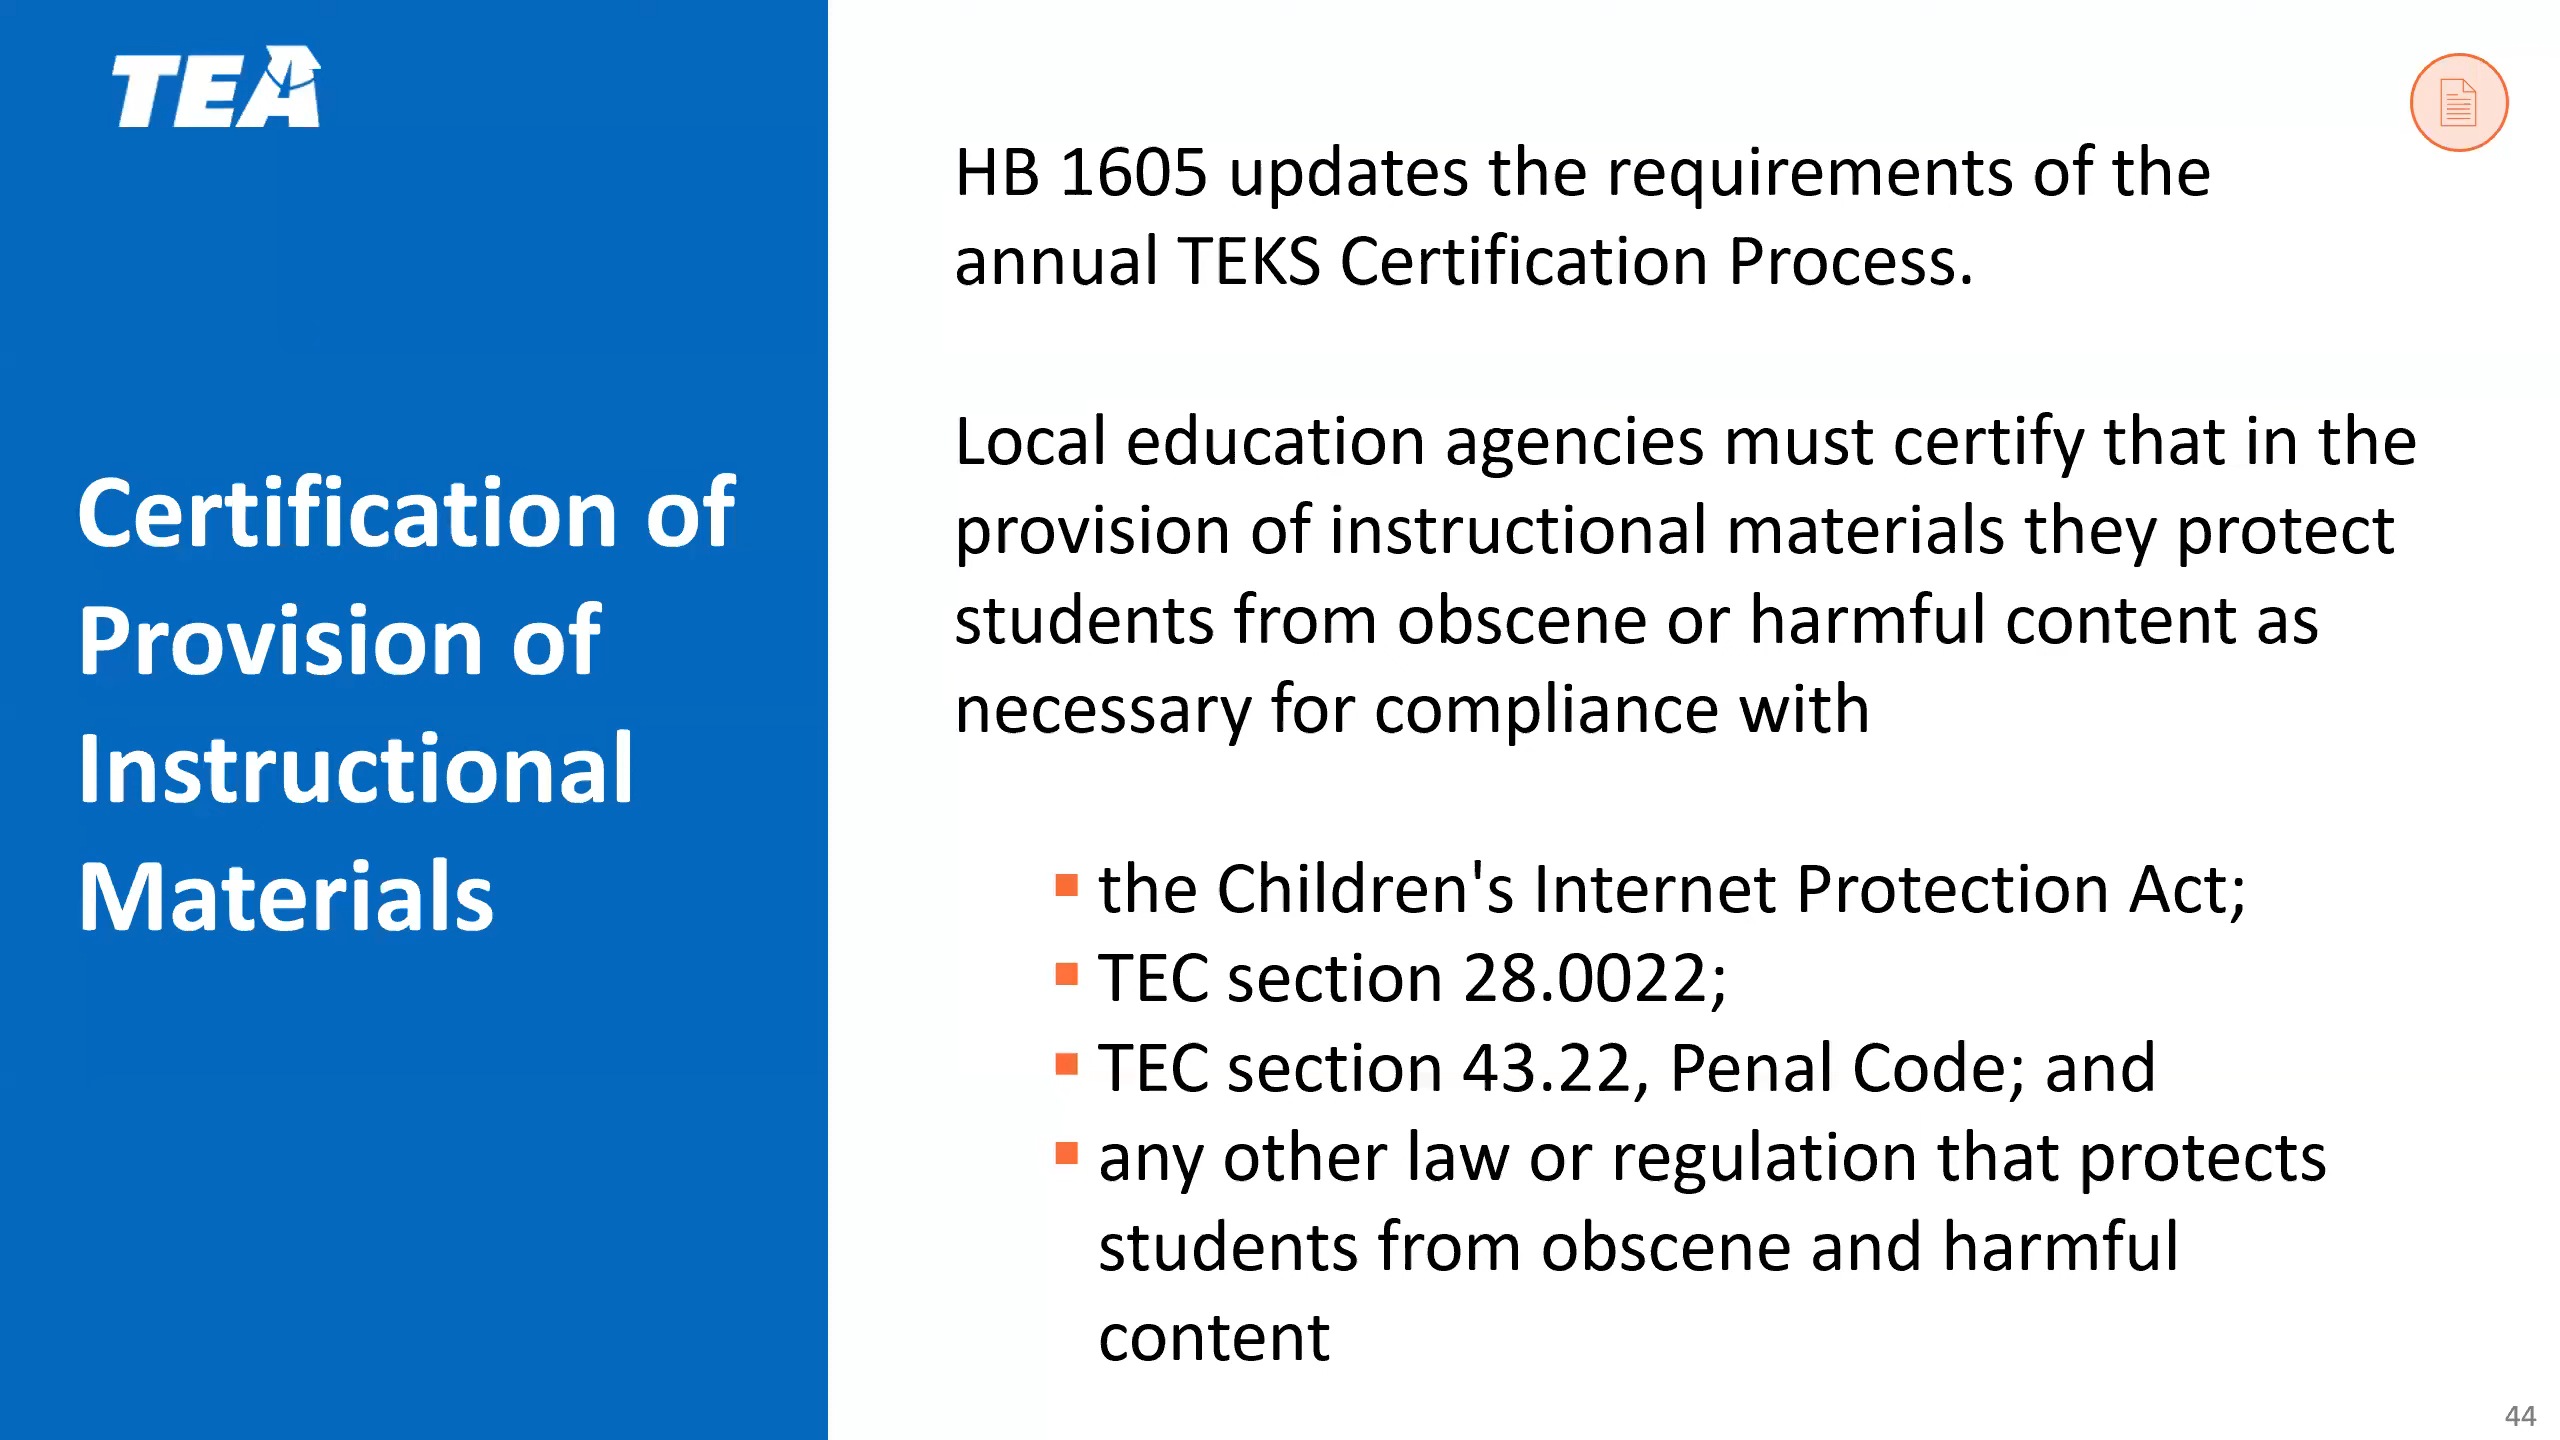 TEA
Certification of
Provision of
Instructional
Materials
HB 1605 updates the requirements of the
annual TEKS Certification Process.
Local education agencies must certify that in the
provision of instructional materials they protect
students from obscene or harmful content as
necessary for compliance with
▪ the Children's Internet Protection Act;
▪ TEC section 28.0022;
▪ TEC section 43.22, Penal Code; and
▪ any other law or regulation that protects
students from obscene and harmful
content
44